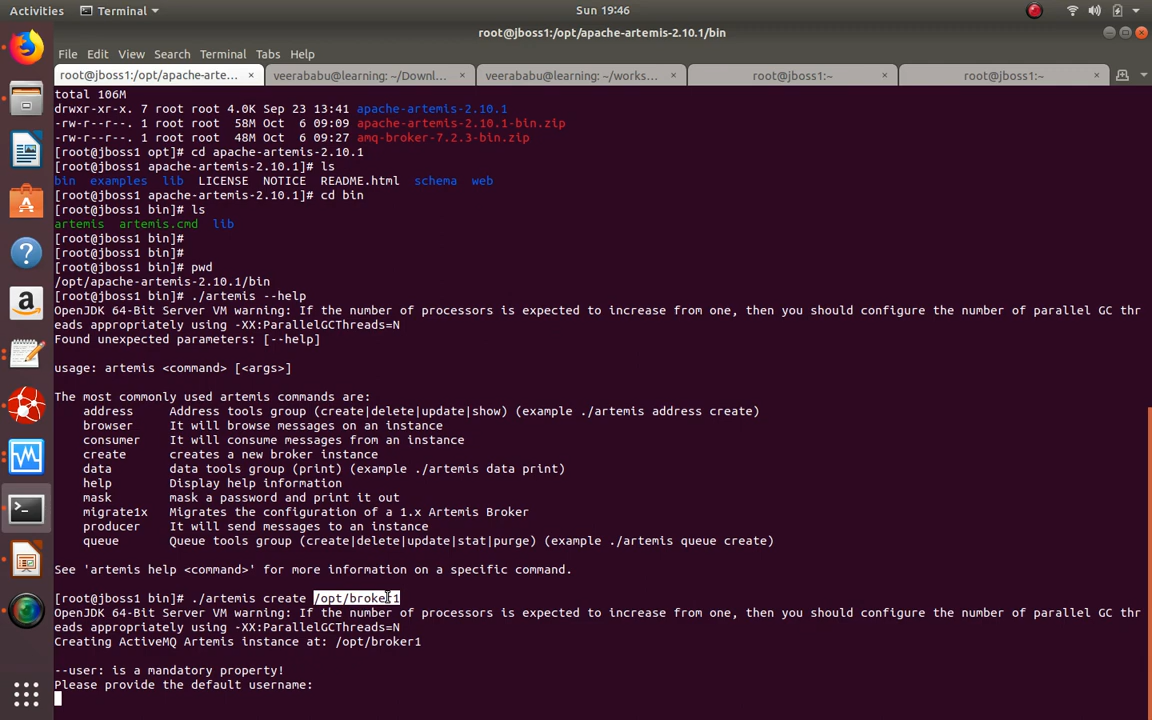 Activities Terminal Sun 19:46
root@jboss1:/opt/apache-artemis-2.10.1/bin
File Edit View Search Terminal Tabs Help
root@jboss1:/opt/apache-arte... × veerababu@learning: ~/Downl... × veerababu@learning: ~/works... × root@jboss1:~ × root@jboss1:~ ×
total 106M
drwxr-xr-x. 7 root root 4.0K Sep 23 13:41 apache-artemis-2.10.1
-rw-r--r--. 1 root root  58M Oct  6 09:09 apache-artemis-2.10.1-bin.zip
-rw-r--r--. 1 root root  48M Oct  6 09:27 amq-broker-7.2.3-bin.zip
[root@jboss1 opt]# cd apache-artemis-2.10.1
[root@jboss1 apache-artemis-2.10.1]# ls
bin  examples  lib  LICENSE  NOTICE  README.html  schema  web
[root@jboss1 apache-artemis-2.10.1]# cd bin
[root@jboss1 bin]# ls
artemis  artemis.cmd  lib
[root@jboss1 bin]#
[root@jboss1 bin]#
[root@jboss1 bin]# pwd
/opt/apache-artemis-2.10.1/bin
[root@jboss1 bin]# ./artemis --help
OpenJDK 64-Bit Server VM warning: If the number of processors is expected to increase from one, then you should configure the number of parallel GC thr
eads appropriately using -XX:ParallelGCThreads=N
Found unexpected parameters: [--help]
usage: artemis <command> [<args>]
The most commonly used artemis commands are:
address     Address tools group (create|delete|update|show) (example ./artemis address create)
browser     It will browse messages on an instance
consumer    It will consume messages from an instance
create      creates a new broker instance
data        data tools group (print) (example ./artemis data print)
help        Display help information
mask        mask a password and print it out
migrate1x   Migrates the configuration of a 1.x Artemis Broker
producer    It will send messages to an instance
queue       Queue tools group (create|delete|update|stat|purge) (example ./artemis queue create)
See 'artemis help <command>' for more information on a specific command.
[root@jboss1 bin]# ./artemis create /opt/broker1
OpenJDK 64-Bit Server VM warning: If the number of processors is expected to increase from one, then you should configure the number of parallel GC thr
eads appropriately using -XX:ParallelGCThreads=N
Creating ActiveMQ Artemis instance at: /opt/broker1
--user: is a mandatory property!
Please provide the default username: